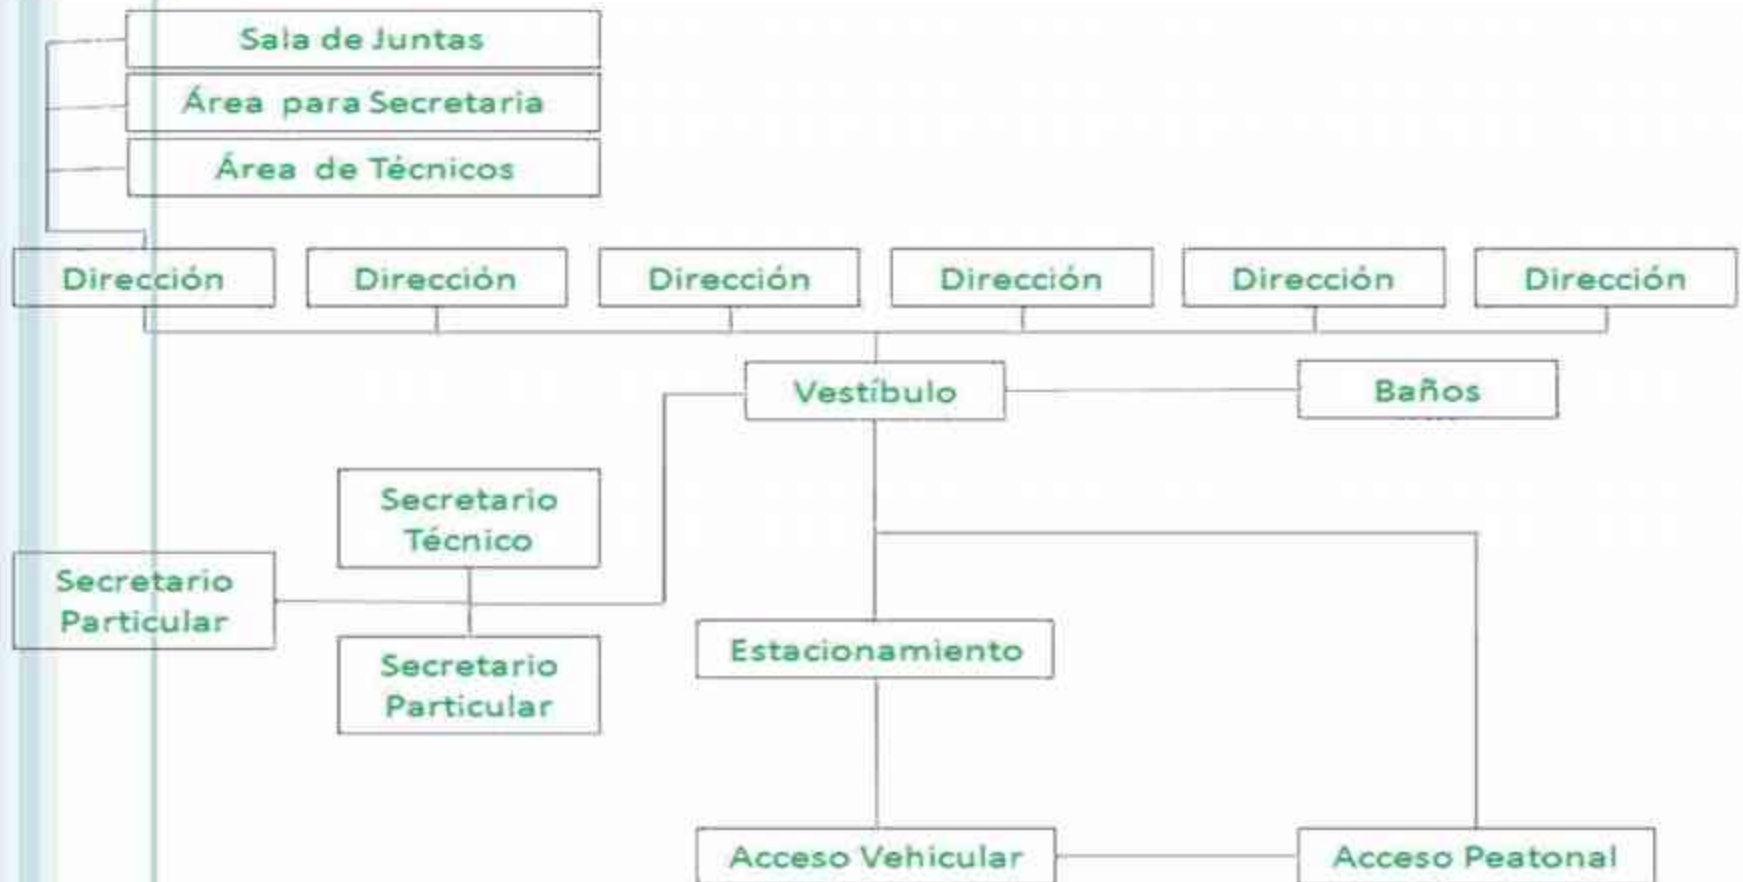 Sala de Juntas
Área para Secretaria
Área de Técnicos
Dirección
Dirección
Dirección
Dirección
Dirección
Dirección
Vestíbulo
Baños
Secretario
Técnico
Secretario
Particular
Secretario
Particular
Estacionamiento
Acceso Vehicular
Acceso Peatonal